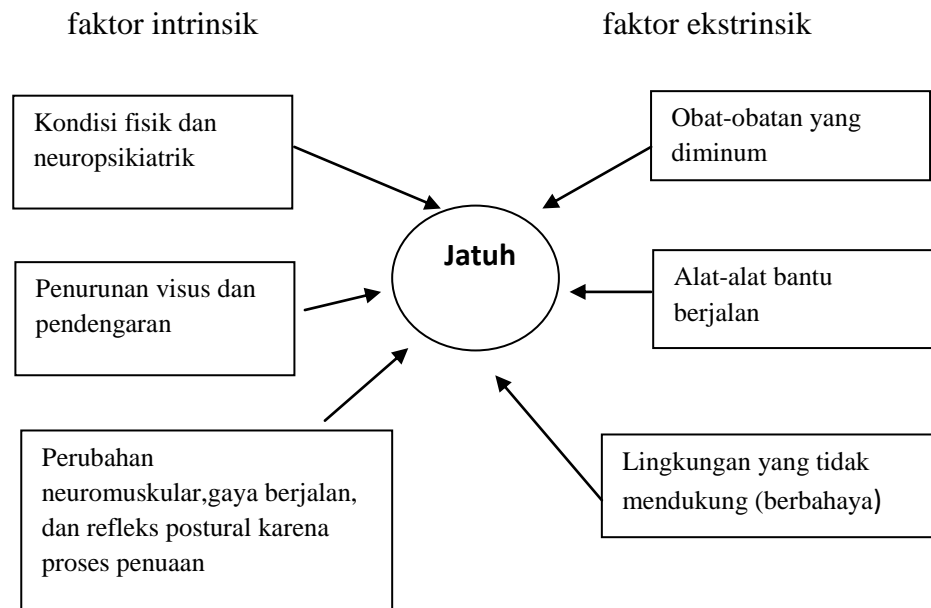 faktor intrinsik
faktor ekstrinsik
Kondisi fisik dan
neuropsikiatrik
Obat-obatan yang
diminum
Jatuh
Penurunan visus dan
pendengaran
Alat-alat bantu
berjalan
Perubahan
neuromuskular,gaya berjalan,
dan refleks postural karena
proses penuaan
Lingkungan yang tidak
mendukung (berbahaya)